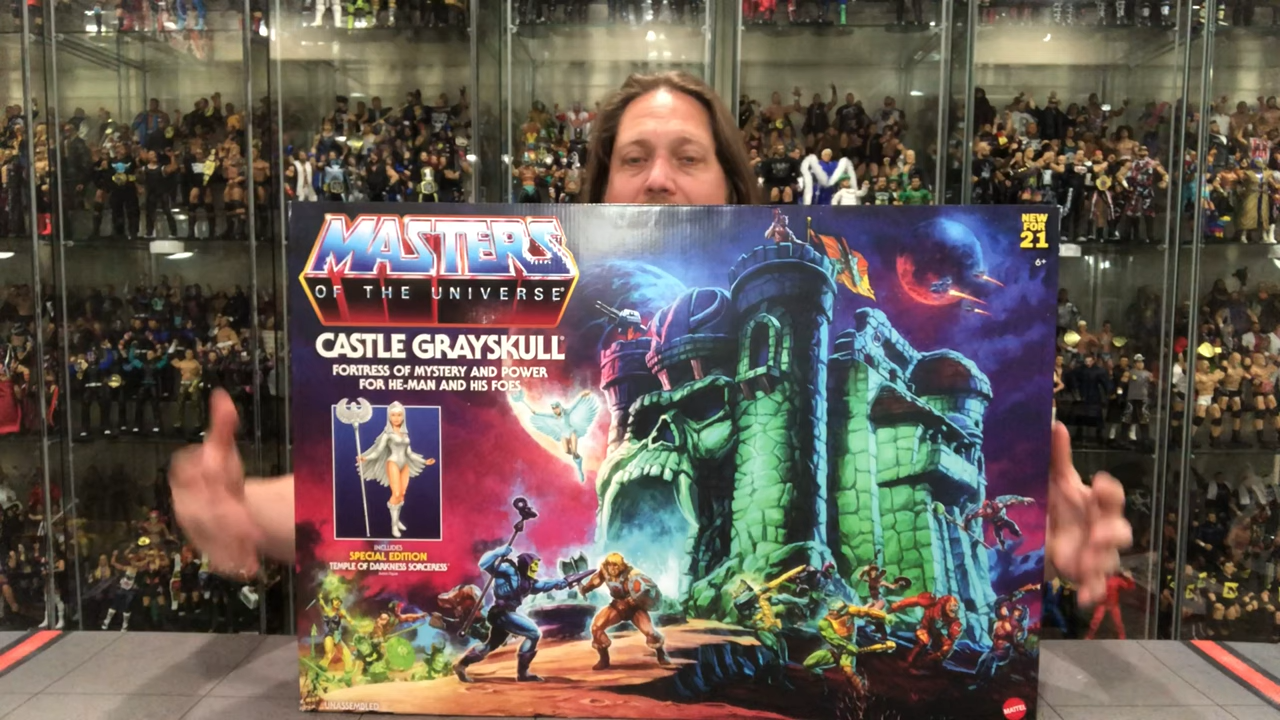 MASTERS
OF THE UNIVERSE®
CASTLE GRAYSKULL®
FORTRESS OF MYSTERY AND POWER
FOR HE-MAN AND HIS FOES
INCLUDES
SPECIAL EDITION
TEMPLE OF DARKNESS SORCERESS™
UNASSEMBLED
NEW
FOR
21
6+
MATTEL